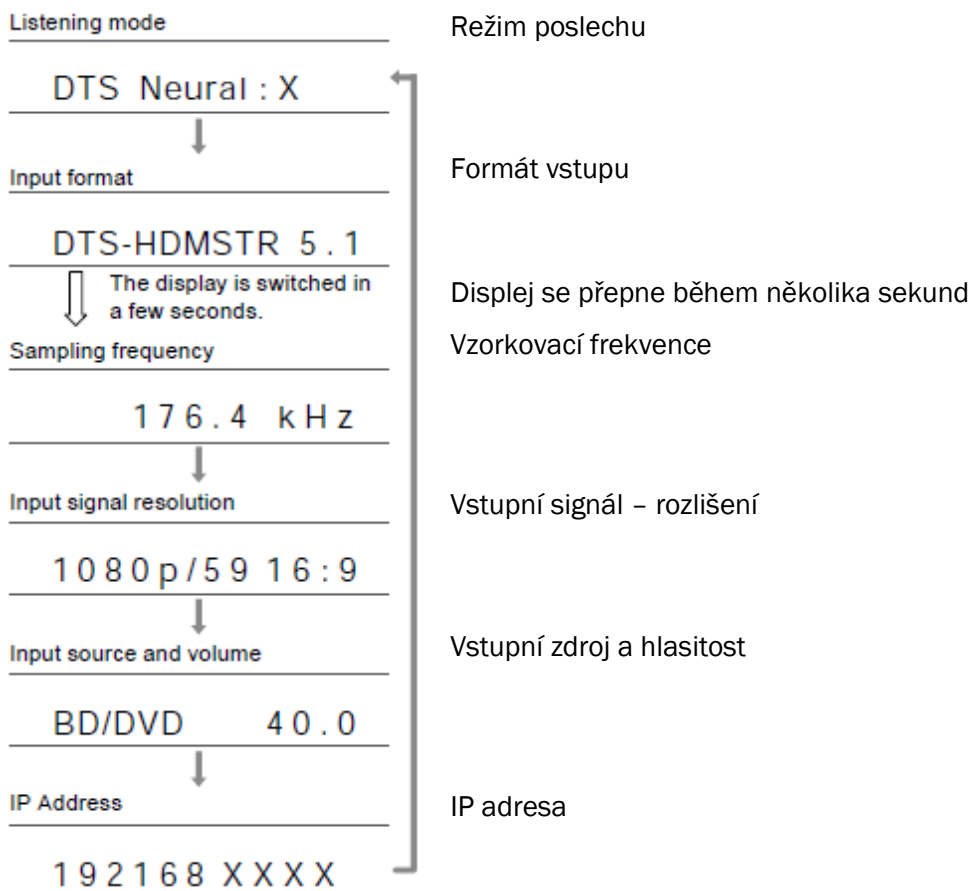 Listening mode
Režim poslechu
DTS Neural : X
Input format
Formát vstupu
DTS-HDMSTR 5.1
The display is switched in
a few seconds.
Displej se přepne během několika sekund
Sampling frequency
Vzorkovací frekvence
176.4 kHz
Input signal resolution
Vstupní signál – rozlišení
1080p/59 16:9
Input source and volume
Vstupní zdroj a hlasitost
BD/DVD 40.0
IP Address
IP adresa
192168XXXX